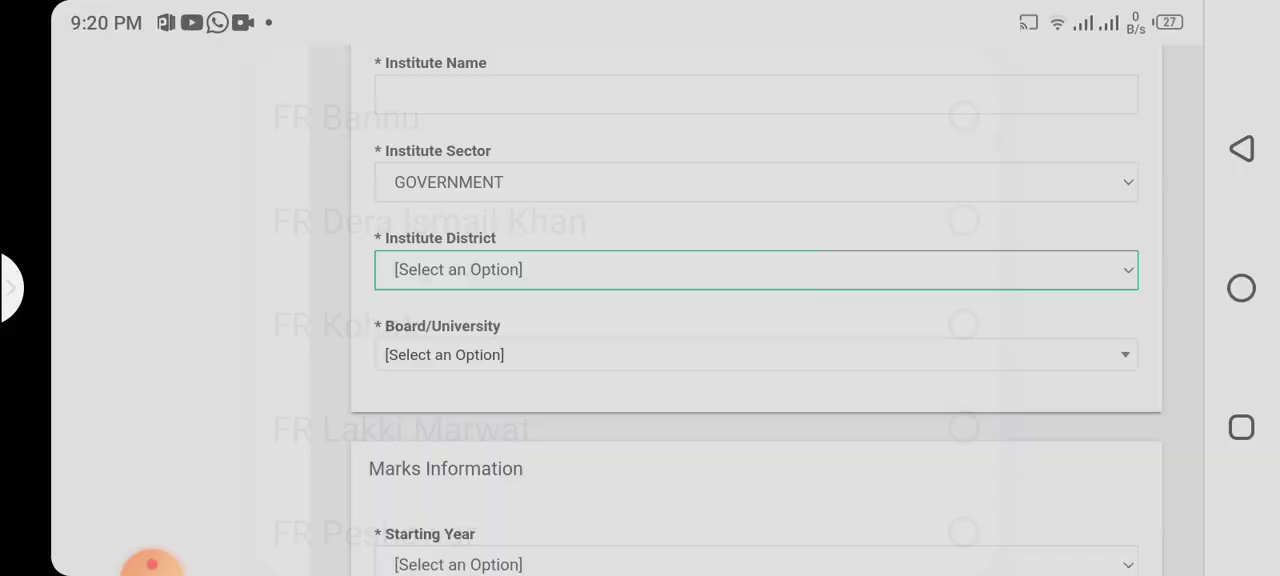 9:20 PM 0 B/s 27
* Institute Name
FR Bannu
* Institute Sector
GOVERNMENT
FR Dera Ismail Khan
* Institute District
[Select an Option]
* Board/University
[Select an Option]
FR Lakki Marwat
Marks Information
* Starting Year
[Select an Option]